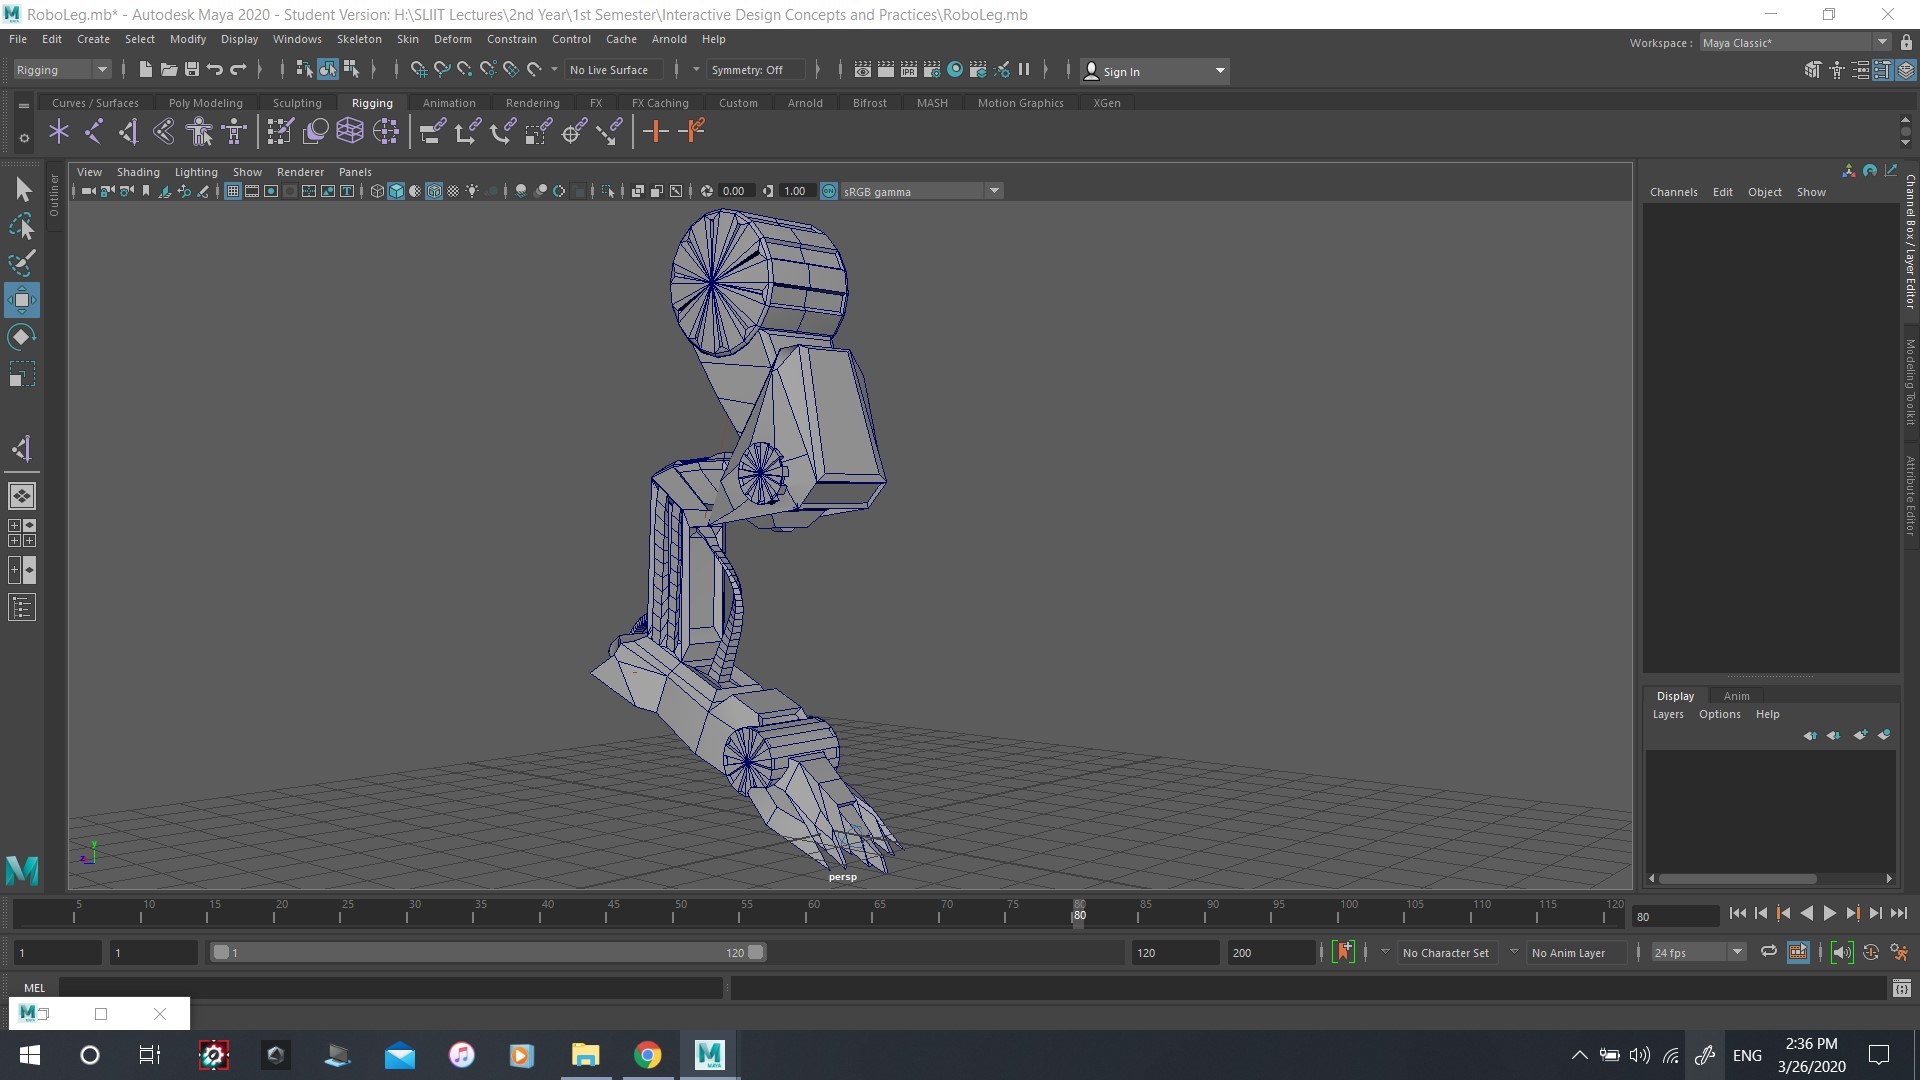 RoboLeg.mb* - Autodesk Maya 2020 - Student Version: H:\SLIIT Lectures\2nd Year\1st Semester\Interactive Design Concepts and Practices\RoboLeg.mb
File Edit Create Select Modify Display Windows Skeleton Skin Deform Constrain Control Cache Arnold Help
Workspace : Maya Classic*
Rigging No Live Surface Symmetry: Off IPR Sign In
Curves / Surfaces Poly Modeling Sculpting Rigging Animation Rendering FX FX Caching Custom Arnold Bifrost MASH Motion Graphics XGen
View Shading Lighting Show Renderer Panels
0.00 1.00 ON sRGB gamma
Outliner
Channels Edit Object Show
Channel Box / Layer Editor
Modeling Toolkit
Attribute Editor
y
z
persp
Display Anim
Layers Options Help
5 10 15 20 25 30 35 40 45 50 55 60 65 70 75 80 85 90 95 100 105 110 115 120
80
80
1 1 1 120 120 200 No Character Set No Anim Layer 24 fps
MEL
M
MAYA
ENG
2:36 PM
3/26/2020